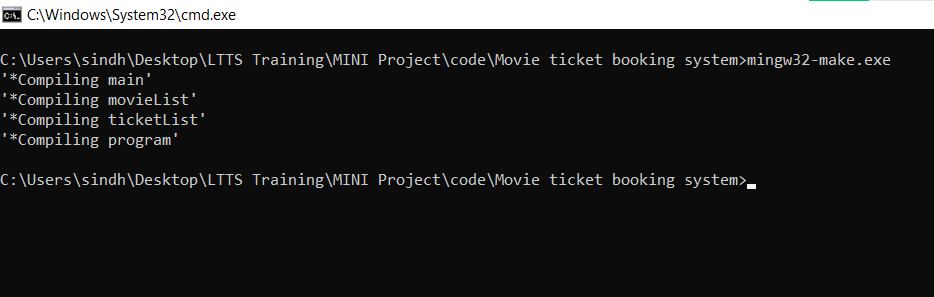 C:\Windows\System32\cmd.exe
C:\Users\sindh\Desktop\LTTS Training\MINI Project\code\Movie ticket booking system>mingw32-make.exe
'*Compiling main'
'*Compiling movieList'
'*Compiling ticketList'
'*Compiling program'
C:\Users\sindh\Desktop\LTTS Training\MINI Project\code\Movie ticket booking system>